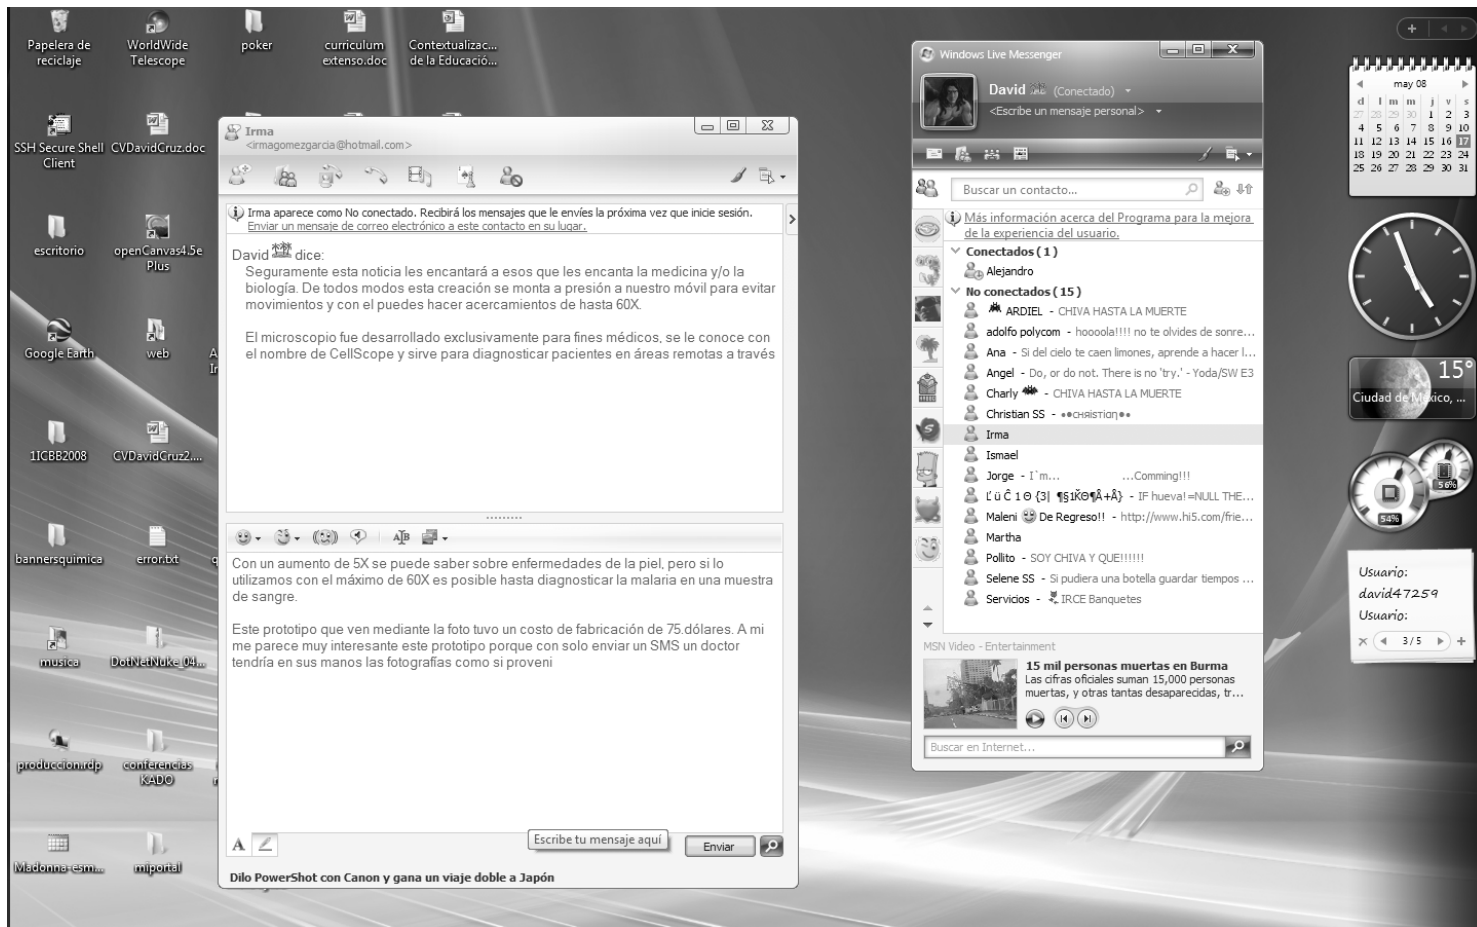 Papelera de
reciclaje
WorldWide
Telescope
poker
curriculum
extenso.doc
Contextualizac...
de la Educació...
SSH Secure Shell
Client
CVDavidCruz.doc
escritorio
openCanvas4.5e
Plus
Google Earth
web
1ICBB2008
CVDavidCruz2....
bannersquimica
error.txt
musica
DotNetNuke_04...
produccion.rdp
conferencias
KADO
Madonna-esm...
miportal
Irma
<irmagomezgarcia@hotmail.com>
Irma aparece como No conectado. Recibirá los mensajes que le envíes la próxima vez que inicie sesión.
Enviar un mensaje de correo electrónico a este contacto en su lugar.
David dice:
Seguramente esta noticia les encantará a esos que les encanta la medicina y/o la
biología. De todos modos esta creación se monta a presión a nuestro móvil para evitar
movimientos y con el puedes hacer acercamientos de hasta 60X.
El microscopio fue desarrollado exclusivamente para fines médicos, se le conoce con
el nombre de CellScope y sirve para diagnosticar pacientes en áreas remotas a través
Con un aumento de 5X se puede saber sobre enfermedades de la piel, pero si lo
utilizamos con el máximo de 60X es posible hasta diagnosticar la malaria en una muestra
de sangre.
Este prototipo que ven mediante la foto tuvo un costo de fabricación de 75.dólares. A mi
me parece muy interesante este prototipo porque con solo enviar un SMS un doctor
tendría en sus manos las fotografías como si proveni
Escribe tu mensaje aquí
Enviar
Dilo PowerShot con Canon y gana un viaje doble a Japón
Windows Live Messenger
David (Conectado)
<Escribe un mensaje personal>
Buscar un contacto...
Más información acerca del Programa para la mejora
de la experiencia del usuario.
Conectados ( 1 )
Alejandro
No conectados ( 15 )
ARDIEL - CHIVA HASTA LA MUERTE
adolfo polycom - hoooola!!!! no te olvides de sonre...
Ana - Si del cielo te caen limones, aprende a hacer l...
Angel - Do, or do not. There is no 'try.' - Yoda/SW E3
Charly - CHIVA HASTA LA MUERTE
Christian SS
Irma
Ismael
Jorge - I`m... ...Comming!!!
IF hueva! =NULL THE...
Maleni De Regreso!! - http://www.hi5.com/frie...
Martha
Pollito - SOY CHIVA Y QUE!!!!!!
Selene SS - Si pudiera una botella guardar tiempos ...
Servicios - IRCE Banquetes
MSN Video - Entertainment
15 mil personas muertas en Burma
Las cifras oficiales suman 15,000 personas
muertas, y otras tantas desaparecidas, tr...
Buscar en Internet...
may 08
d l m m j v s
27 28 29 30 1 2 3
4 5 6 7 8 9 10
11 12 13 14 15 16 17
18 19 20 21 22 23 24
25 26 27 28 29 30 31
15°
Ciudad de México, ...
56%
54%
Usuario:
david47259
Usuario:
3/5